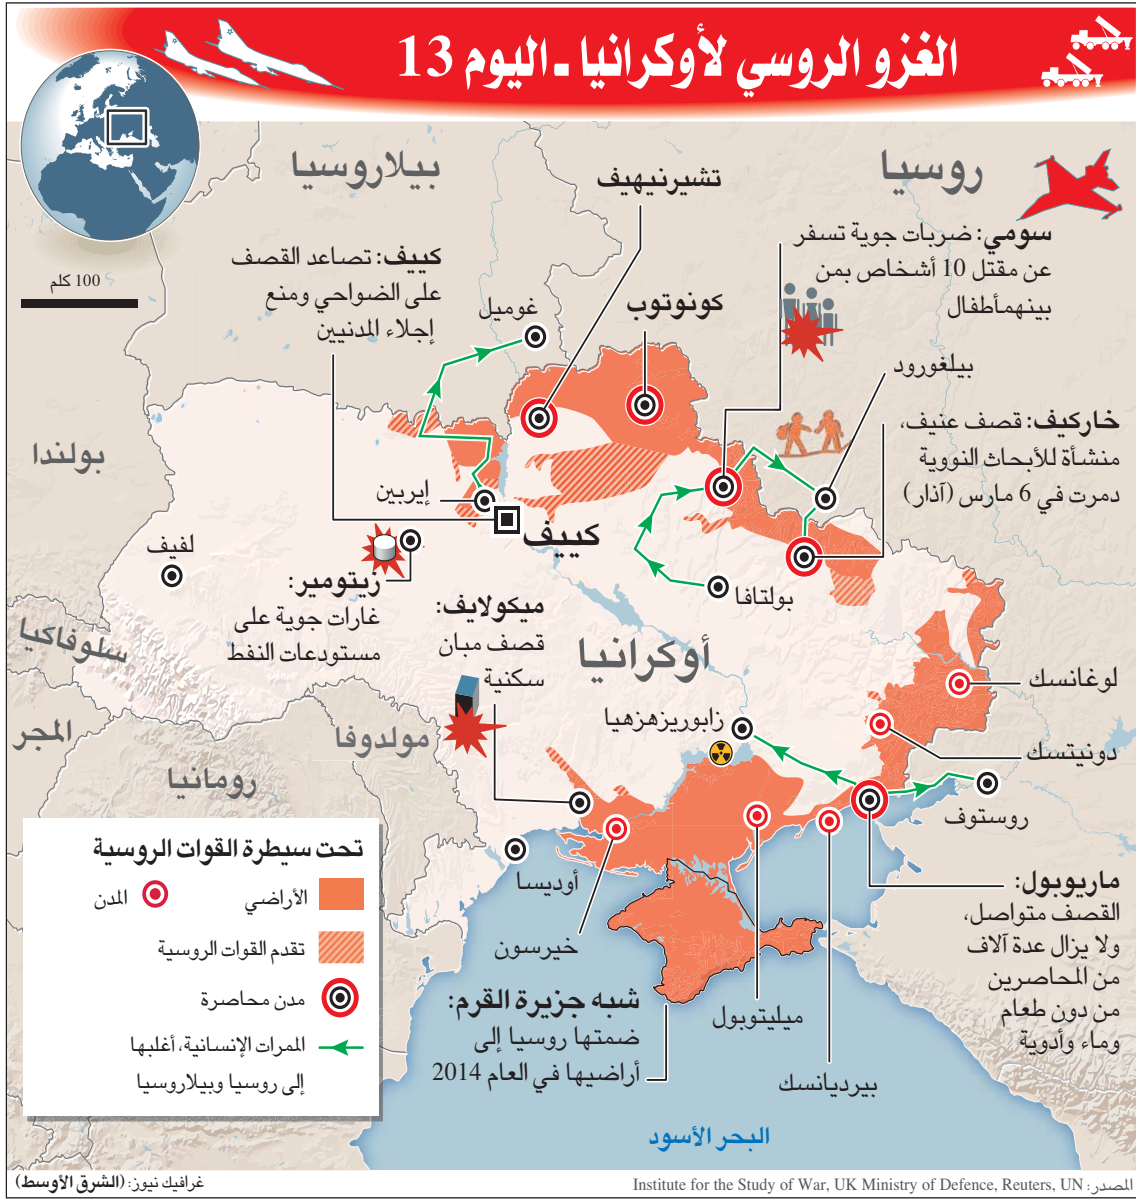 الغزو الروسي لأوكرانيا ـ اليوم 13
روسيا
بيلاروسيا
تشيرنيهيف
سومي: ضربات جوية تسفر
عن مقتل 10 أشخاص بمن
بينهمأطفال
كييف: تصاعد القصف
على الضواحي ومنع
إجلاء المدنيين
100 كلم
غوميل
كونوتوب
بيلغورود
خاركيف: قصف عنيف،
منشأة للأبحاث النووية
دمرت في 6 مارس (آذار)
بولندا
إيربين
كييف
لفيف
زيتومير:
غارات جوية على
مستودعات النفط
بولتافا
ميكولايف:
قصف مبان
سكنية
أوكرانيا
سلوفاكيا
لوغانسك
زابوريزهزهيا
المجر
مولدوفا
دونيتسك
رومانيا
روستوف
تحت سيطرة القوات الروسية
الأراضي
المدن
تقدم القوات الروسية
مدن محاصرة
الممرات الإنسانية، أغلبها
إلى روسيا وبيلاروسيا
أوديسا
خيرسون
ماريوبول:
القصف متواصل،
ولا يزال عدة آلاف
من المحاصرين
من دون طعام
وماء وأدوية
شبه جزيرة القرم:
ضمتها روسيا إلى
أراضيها في العام 2014
ميليتوبول
بيرديانسك
البحر الأسود
المصدر: Institute for the Study of War, UK Ministry of Defence, Reuters, UN
غرافيك نيوز: (الشرق الأوسط)